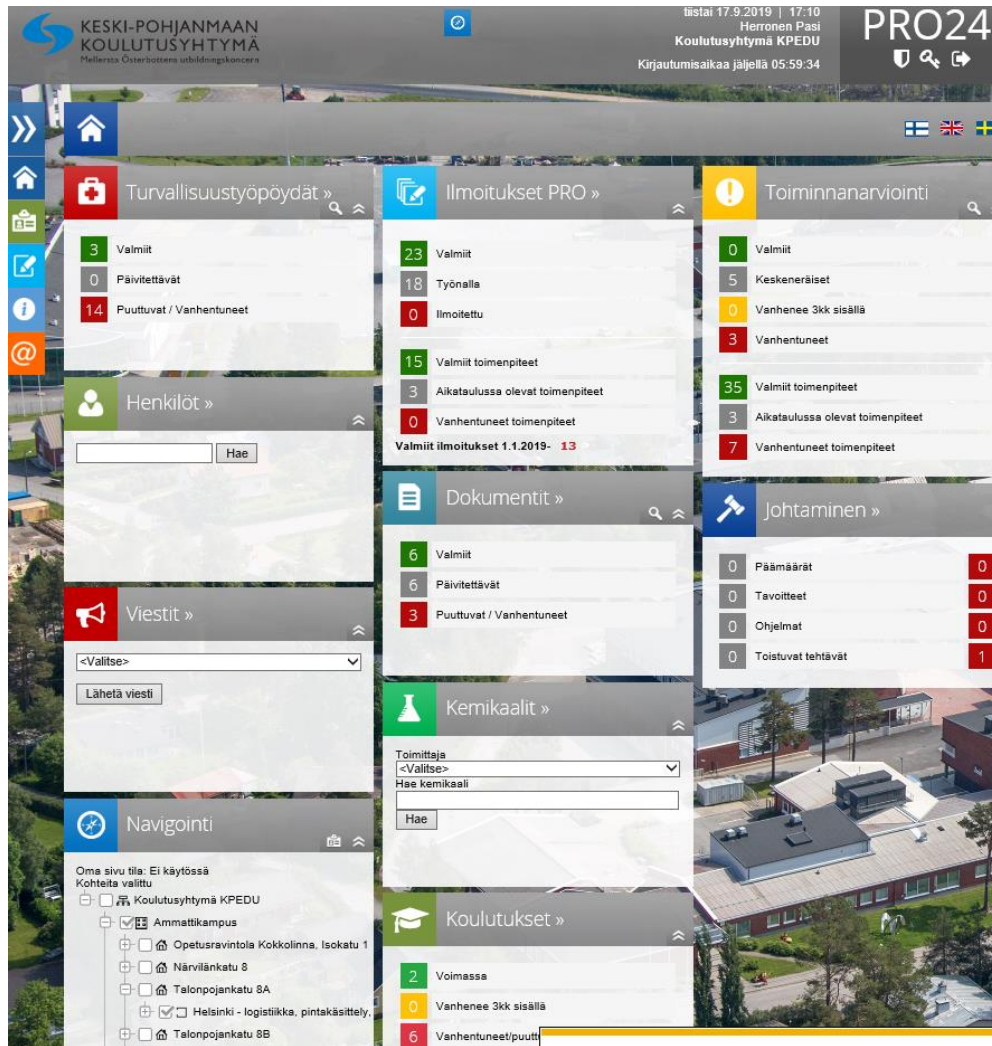 KESKI-POHJANMAAN
KOULUTUSYHTYMÄ
Mellersta Österbottens utbildningskoncern
tiistai 17.9.2019 | 17:10
Herronen Pasi
Koulutusyhtymä KPEDU
Kirjautumisaikaa jäljellä 05:59:34
PRO24
Turvallisuustyöpöydät »
3 Valmiit
0 Päivitettävät
14 Puuttuvat / Vanhentuneet
Henkilöt »
Hae
Viestit »
<Valitse>
Lähetä viesti
Navigointi
Oma sivu tila: Ei käytössä
Kohteita valittu
Koulutusyhtymä KPEDU
Ammattikampus
Opetusravintola Kokkolinna, Isokatu 1
Närvilänkatu 8
Talonpojankatu 8A
Helsinki - logistiikka, pintakäsittely,
Talonpojankatu 8B
Ilmoitukset PRO »
23 Valmiit
18 Työnalla
0 Ilmoitettu
15 Valmiit toimenpiteet
3 Aikataulussa olevat toimenpiteet
0 Vanhentuneet toimenpiteet
Valmiit ilmoitukset 1.1.2019- 13
Dokumentit »
6 Valmiit
6 Päivitettävät
3 Puuttuvat / Vanhentuneet
Kemikaalit »
Toimittaja
<Valitse>
Hae kemikaali
Hae
Koulutukset »
2 Voimassa
0 Vanhenee 3kk sisällä
6 Vanhentuneet/puutt
Toiminnanarviointi
0 Valmiit
5 Keskeneräiset
0 Vanhenee 3kk sisällä
3 Vanhentuneet
35 Valmiit toimenpiteet
3 Aikataulussa olevat toimenpiteet
7 Vanhentuneet toimenpiteet
Johtaminen »
0 Päämäärät 0
0 Tavoitteet 0
0 Ohjelmat 0
0 Toistuvat tehtävät 1